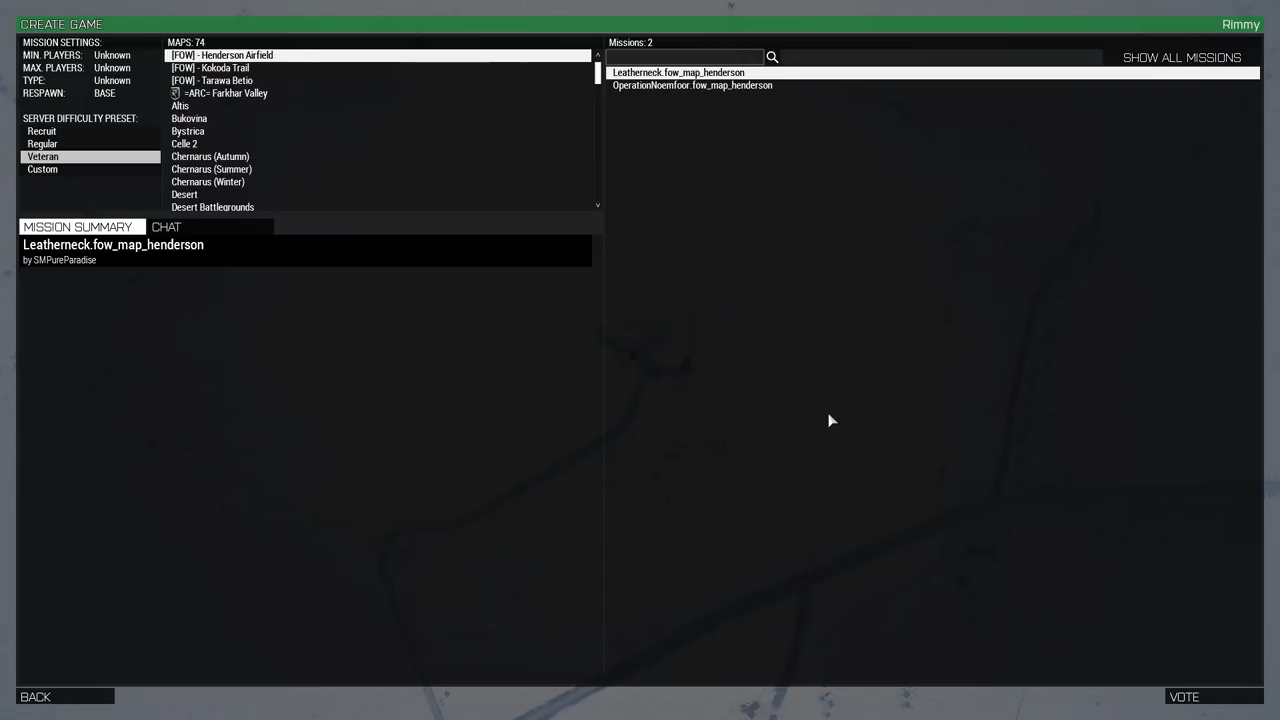 CREATE GAME
Rimmy
MISSION SETTINGS:
MIN. PLAYERS: Unknown
MAX. PLAYERS: Unknown
TYPE: Unknown
RESPAWN: BASE
SERVER DIFFICULTY PRESET:
Recruit
Regular
Veteran
Custom
MAPS: 74
[FOW] - Henderson Airfield
[FOW] - Kokoda Trail
[FOW] - Tarawa Betio
=ARC= Farkhar Valley
Altis
Bukovina
Bystrica
Celle 2
Chernarus (Autumn)
Chernarus (Summer)
Chernarus (Winter)
Desert
Desert Battlegrounds
Missions: 2
SHOW ALL MISSIONS
Leatherneck.fow_map_henderson
OperationNoemfoor.fow_map_henderson
MISSION SUMMARY
CHAT
Leatherneck.fow_map_henderson
by SMPureParadise
BACK
VOTE